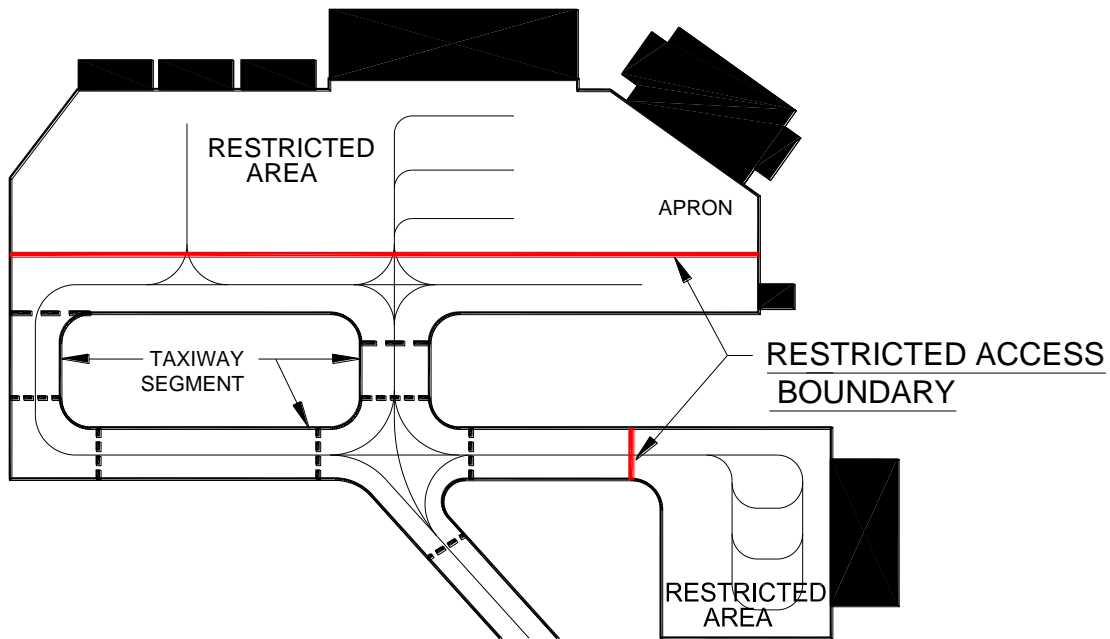 RESTRICTED
AREA
APRON
TAXIWAY
SEGMENT
RESTRICTED ACCESS
BOUNDARY
RESTRICTED
AREA